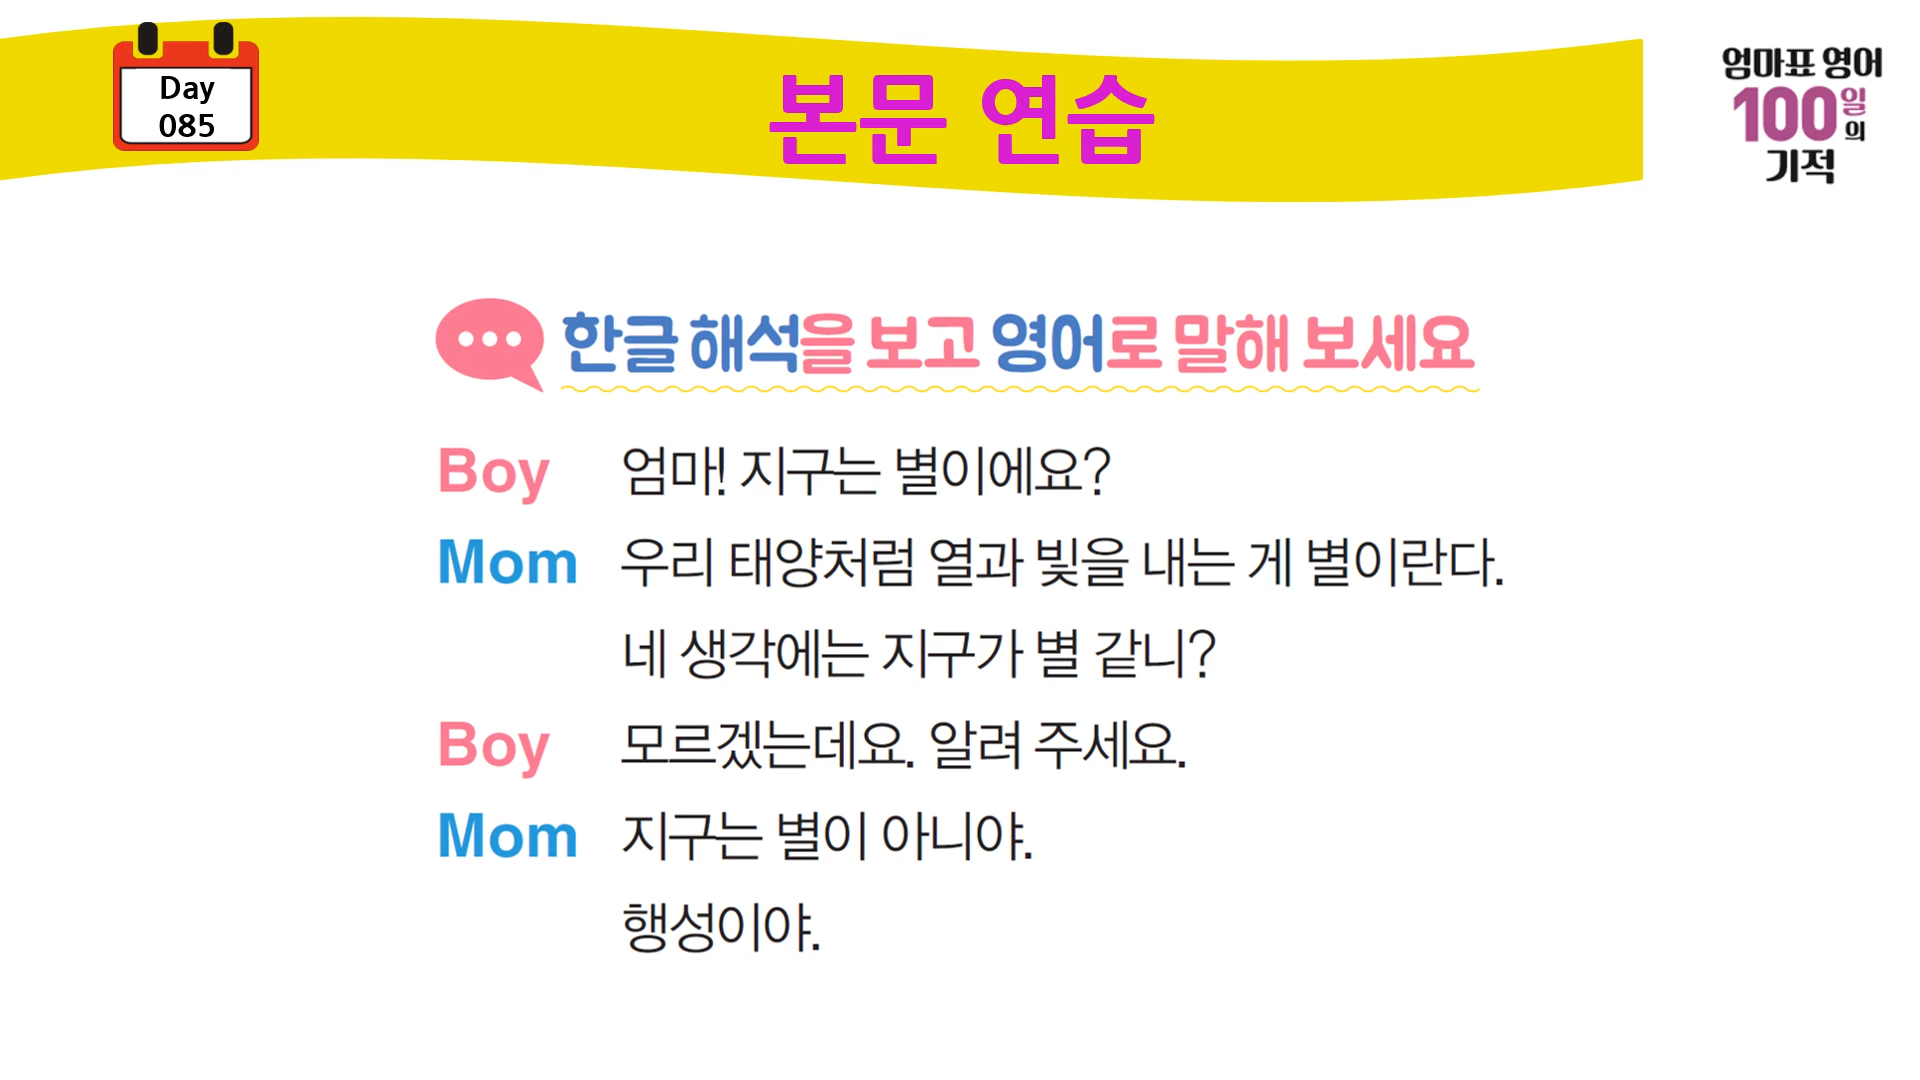 Day
085
본문 연습
엄마표 영어
100일의
기적
한글 해석을 보고 영어로 말해 보세요
Boy 엄마! 지구는 별이에요?
Mom 우리 태양처럼 열과 빛을 내는 게 별이란다.
네 생각에는 지구가 별 같니?
Boy 모르겠는데요. 알려 주세요.
Mom 지구는 별이 아니야.
행성이야.